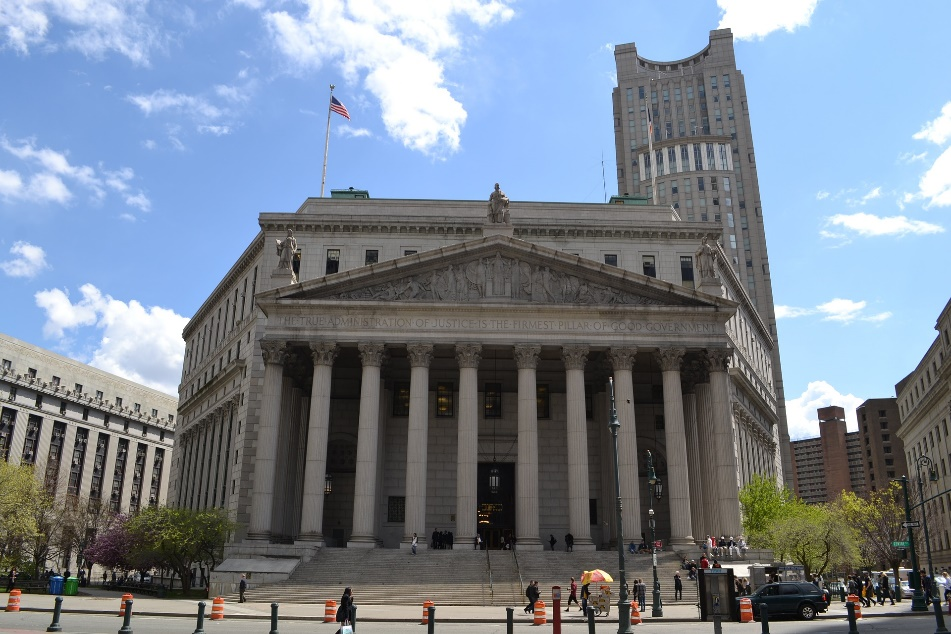 THE TRUE ADMINISTRATION OF JUSTICE IS THE FIRMEST PILLAR OF GOOD GOVERNMENT